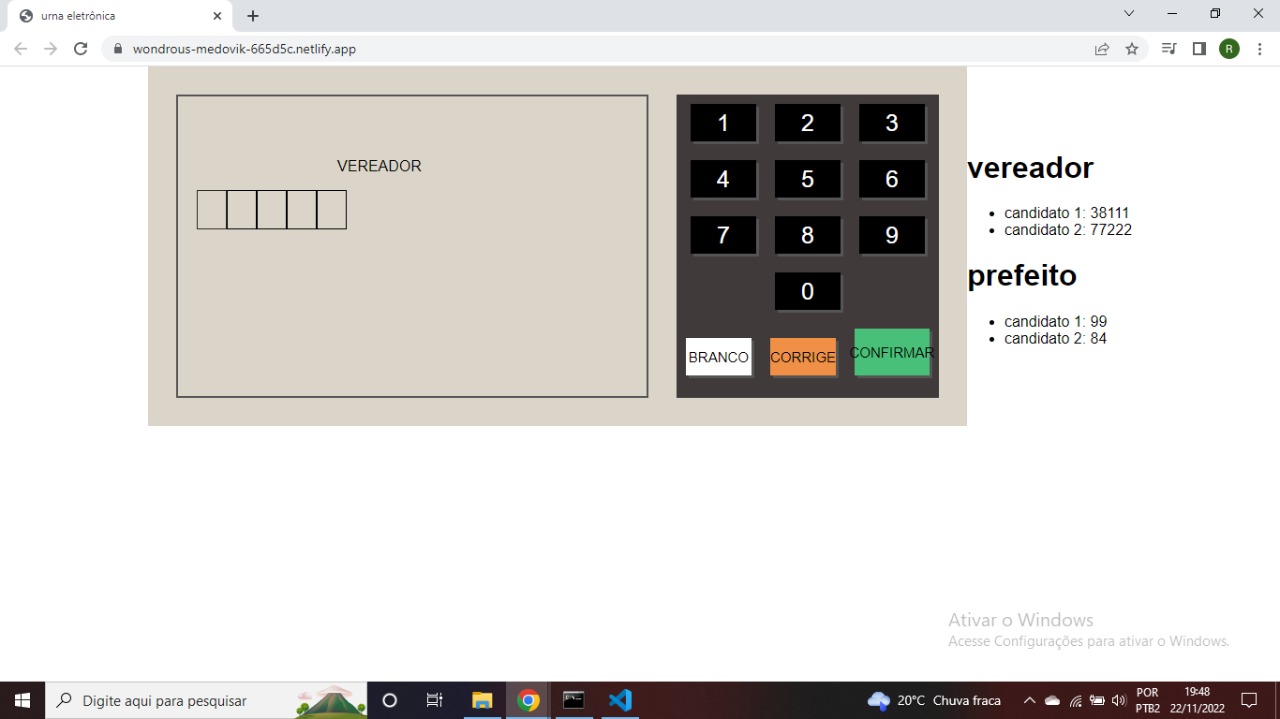 urna eletrônica
wondrous-medovik-665d5c.netlify.app
R
VEREADOR
1 2 3
4 5 6
7 8 9
0
BRANCO CORRIGE CONFIRMAR
vereador
• candidato 1: 38111
• candidato 2: 77222
prefeito
• candidato 1: 99
• candidato 2: 84
Ativar o Windows
Acesse Configurações para ativar o Windows.
Digite aqui para pesquisar
20°C Chuva fraca
POR
PTB2
19:48
22/11/2022